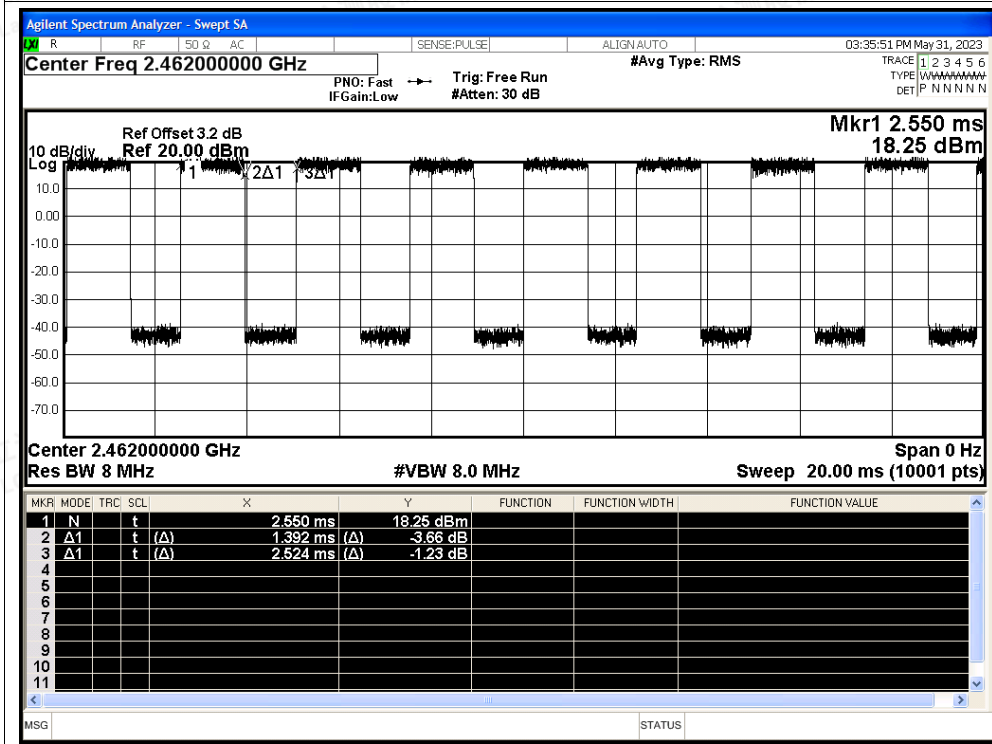 Agilent Spectrum Analyzer - Swept SA
LXI R RF 50 Ω AC SENSE:PULSE ALIGN AUTO 03:35:51 PM May 31, 2023
Center Freq 2.462000000 GHz #Avg Type: RMS TRACE 1 2 3 4 5 6
PNO: Fast Trig: Free Run TYPE
IFGain:Low #Atten: 30 dB DET P N N N N N
Mkr1 2.550 ms
Ref Offset 3.2 dB
10 dB/div Ref 20.00 dBm 18.25 dBm
Log
1 2Δ1 3Δ1
10.0
0.00
-10.0
-20.0
-30.0
-40.0
-50.0
-60.0
-70.0
Center 2.462000000 GHz Span 0 Hz
Res BW 8 MHz #VBW 8.0 MHz Sweep 20.00 ms (10001 pts)
MKR MODE TRC SCL X Y FUNCTION FUNCTION WIDTH FUNCTION VALUE
1 N t 2.550 ms 18.25 dBm
2 Δ1 t (Δ) 1.392 ms (Δ) -3.66 dB
3 Δ1 t (Δ) 2.524 ms (Δ) -1.23 dB
4
5
6
7
8
9
10
11
MSG STATUS